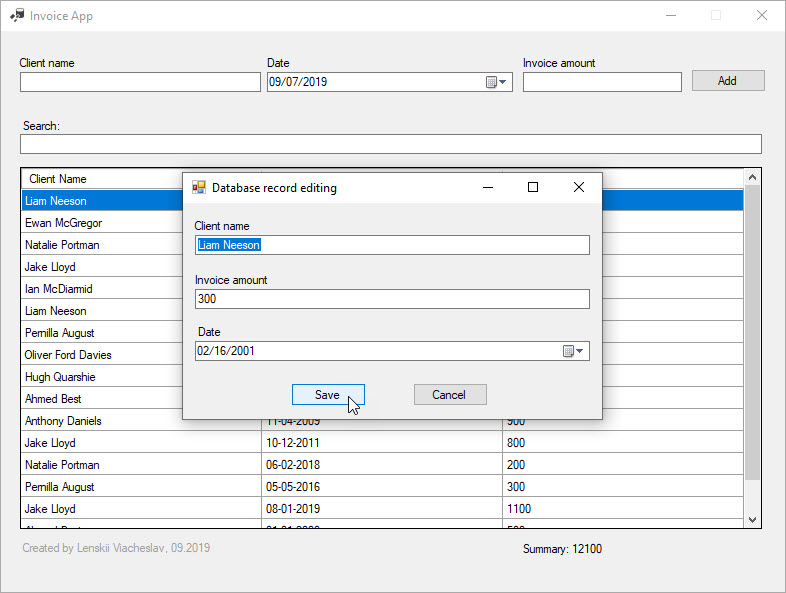 Invoice App
Client name Date Invoice amount
09/07/2019 Add
Search:
Client Name
Liam Neeson
Ewan McGregor
Natalie Portman
Jake Lloyd
Ian McDiamid
Liam Neeson
Pernilla August
Oliver Ford Davies
Hugh Quarshie
Ahmed Best
Database record editing
Client name
Liam Neeson
Invoice amount
300
Date
02/16/2001
Save Cancel
Anthony Daniels 11-04-2009 900
Jake Lloyd 10-12-2011 800
Natalie Portman 06-02-2018 200
Pernilla August 05-05-2016 300
Jake Lloyd 08-01-2019 1100
Created by Lenskii Viacheslav, 09.2019 Summary: 12100